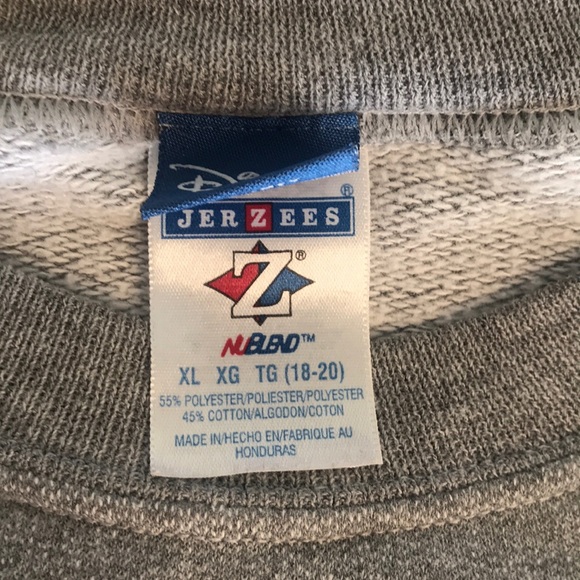 JERZEES®
Z®
NUBLEND™
XL XG TG (18-20)
55% POLYESTER/POLIESTER/POLYESTER
45% COTTON/ALGODON/COTON
MADE IN/HECHO EN/FABRIQUE AU
HONDURAS